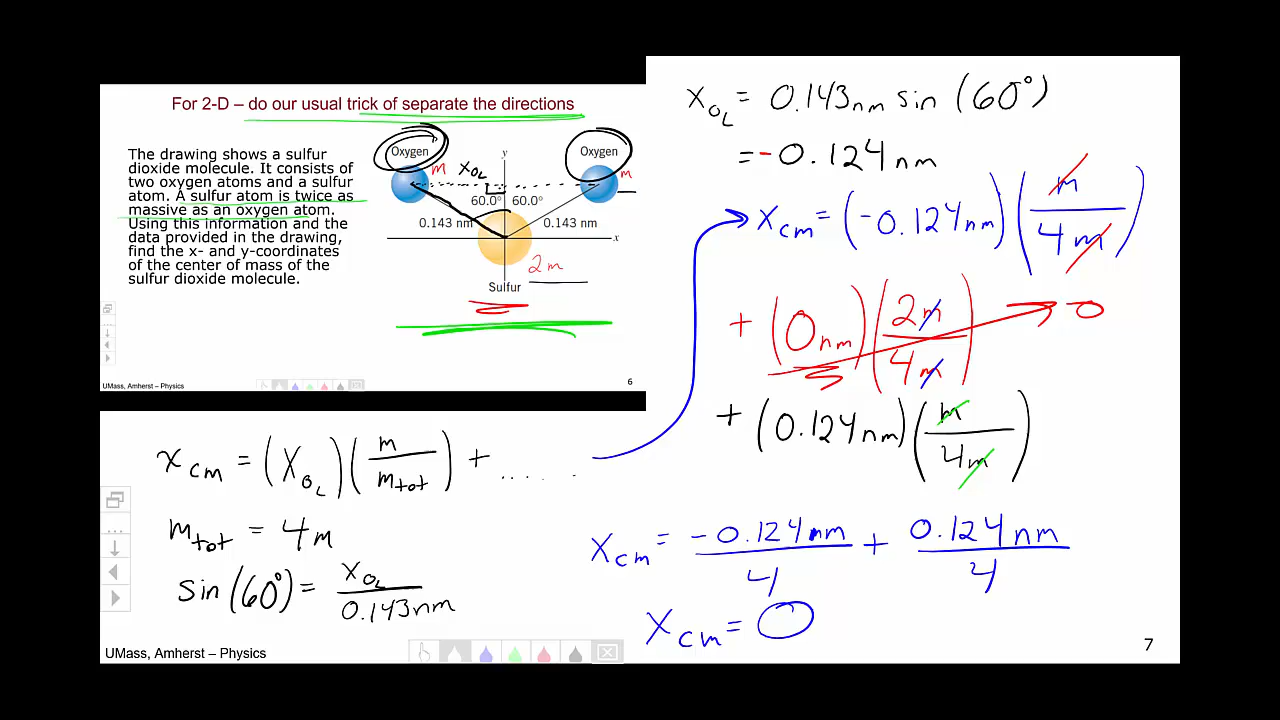 For 2-D – do our usual trick of separate the directions
The drawing shows a sulfur
dioxide molecule. It consists of
two oxygen atoms and a sulfur
atom. A sulfur atom is twice as
massive as an oxygen atom.
Using this information and the
data provided in the drawing,
find the x- and y-coordinates
of the center of mass of the
sulfur dioxide molecule.
Oxygen
y
Oxygen
m
x_OL
m
60.0° 60.0°
0.143 nm
0.143 nm
x
2m
Sulfur
UMass, Amherst – Physics
6
x_cm = (x_OL)(m/m_tot) + .....
m_tot = 4m
sin(60°) = x_OL/0.143nm
UMass, Amherst – Physics
x_OL = 0.143nm sin(60°)
= -0.124nm
x_cm = (-0.124nm)(m/4m)
+ (0nm)(2m/4m) → 0
+ (0.124nm)(m/4m)
x_cm = -0.124nm/4 + 0.124nm/4
x_cm = 0
7